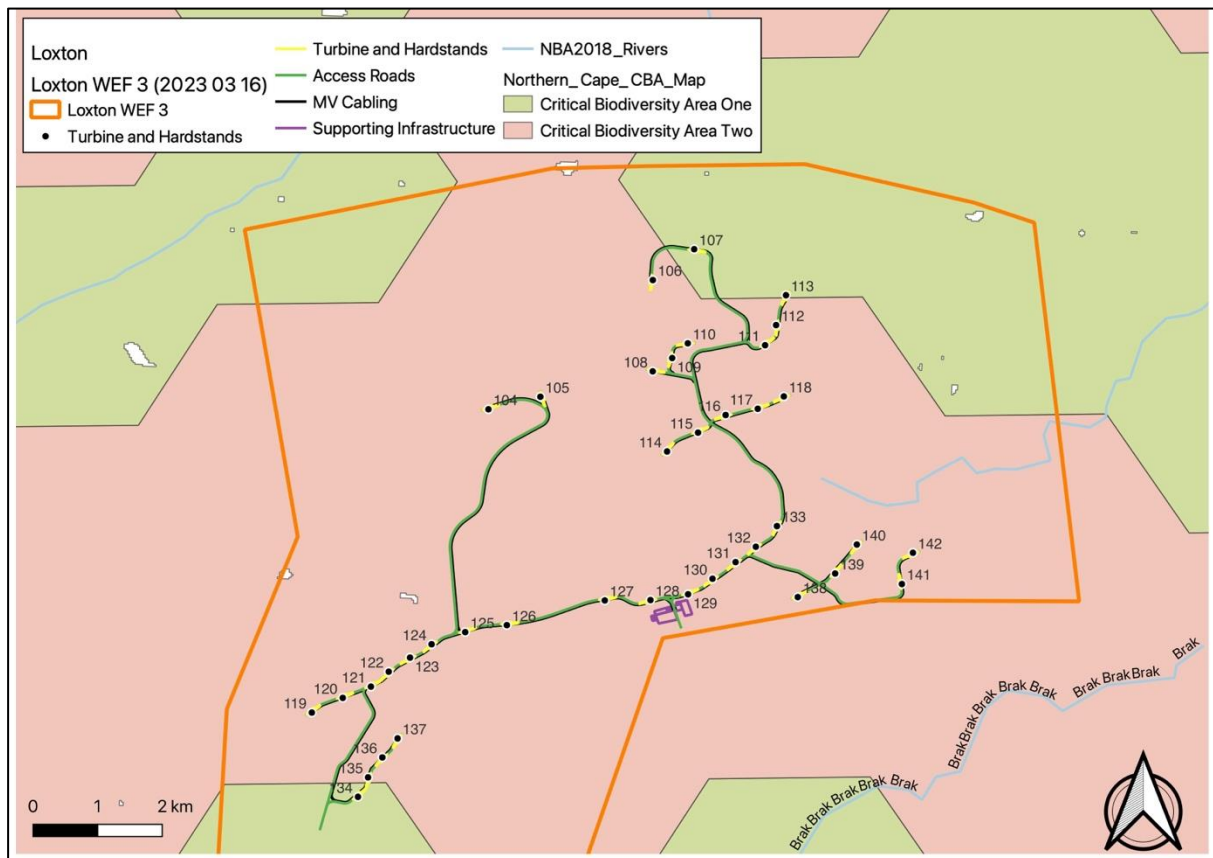 Loxton
Loxton WEF 3 (2023 03 16)
Loxton WEF 3
Turbine and Hardstands
Turbine and Hardstands
Access Roads
MV Cabling
Supporting Infrastructure
NBA2018_Rivers
Northern_Cape_CBA_Map
Critical Biodiversity Area One
Critical Biodiversity Area Two
107
106
113
112
110
111
108
109
105
118
104
117
116
115
114
133
140
132
142
131
139
130
141
127
128
138
129
126
125
124
123
122
121
120
119
137
136
135
134
Brak
Brak Brak Brak
Brak Brak Brak
Brak Brak Brak
Brak Brak Brak Brak
0 1 2 km